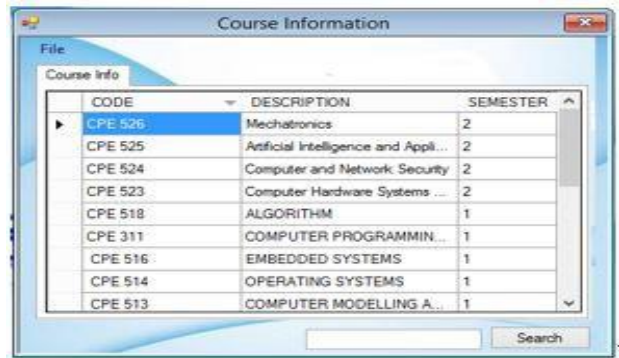 Course Information
File
Course Info
CODE DESCRIPTION SEMESTER
CPE 526 Mechatronics 2
CPE 525 Artificial Intelligence and Appli... 2
CPE 524 Computer and Network Security 2
CPE 523 Computer Hardware Systems ... 2
CPE 518 ALGORITHM 1
CPE 311 COMPUTER PROGRAMMIN... 1
CPE 516 EMBEDDED SYSTEMS 1
CPE 514 OPERATING SYSTEMS 1
CPE 513 COMPUTER MODELLING A... 1
Search